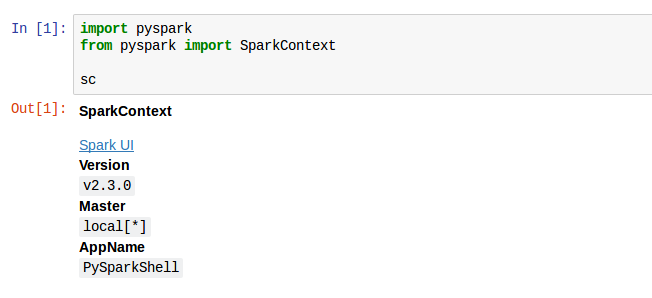 In [1]: import pyspark
from pyspark import SparkContext
sc
Out[1]: SparkContext
Spark UI
Version
v2.3.0
Master
local[*]
AppName
PySparkShell